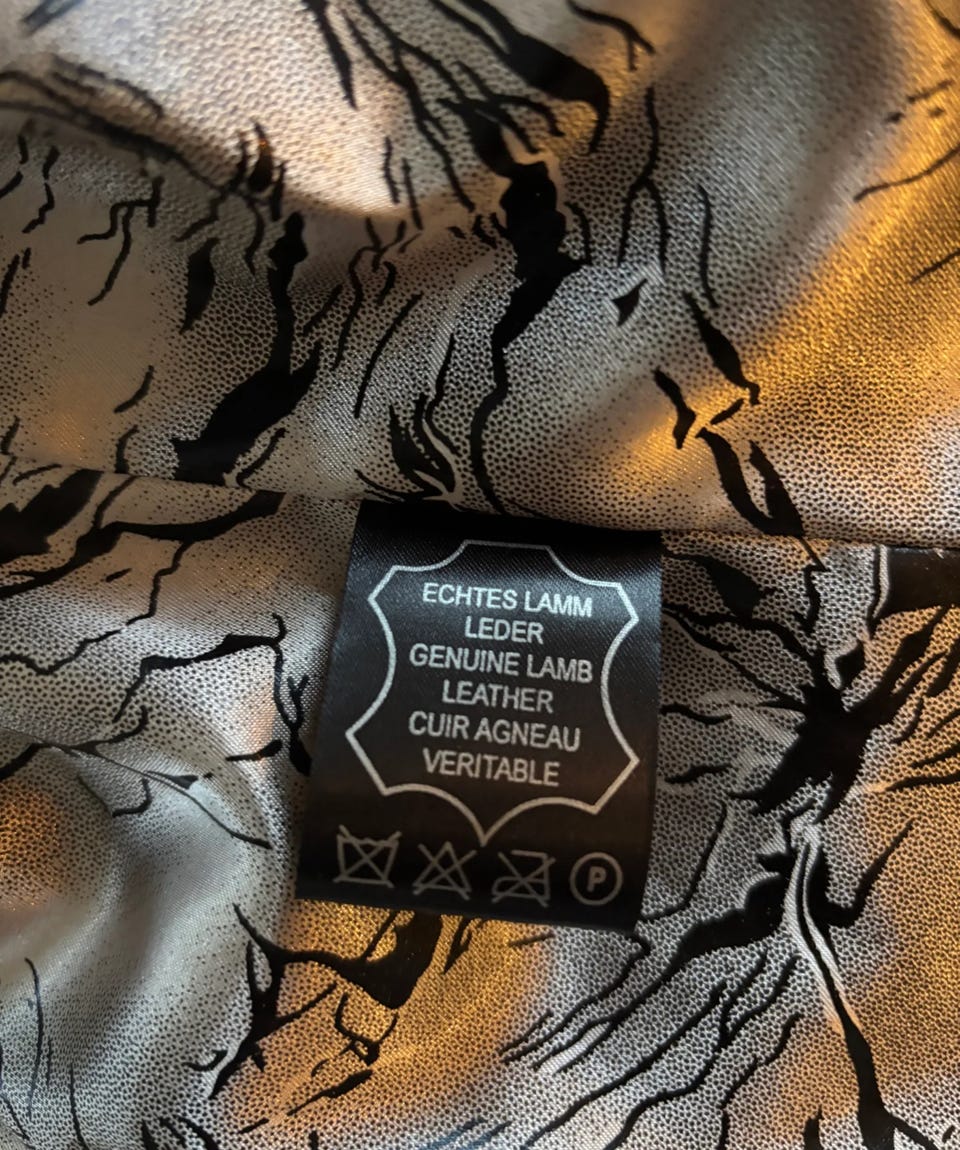 ECHTES LAMM
LEDER
GENUINE LAMB
LEATHER
CUIR AGNEAU
VERITABLE
P